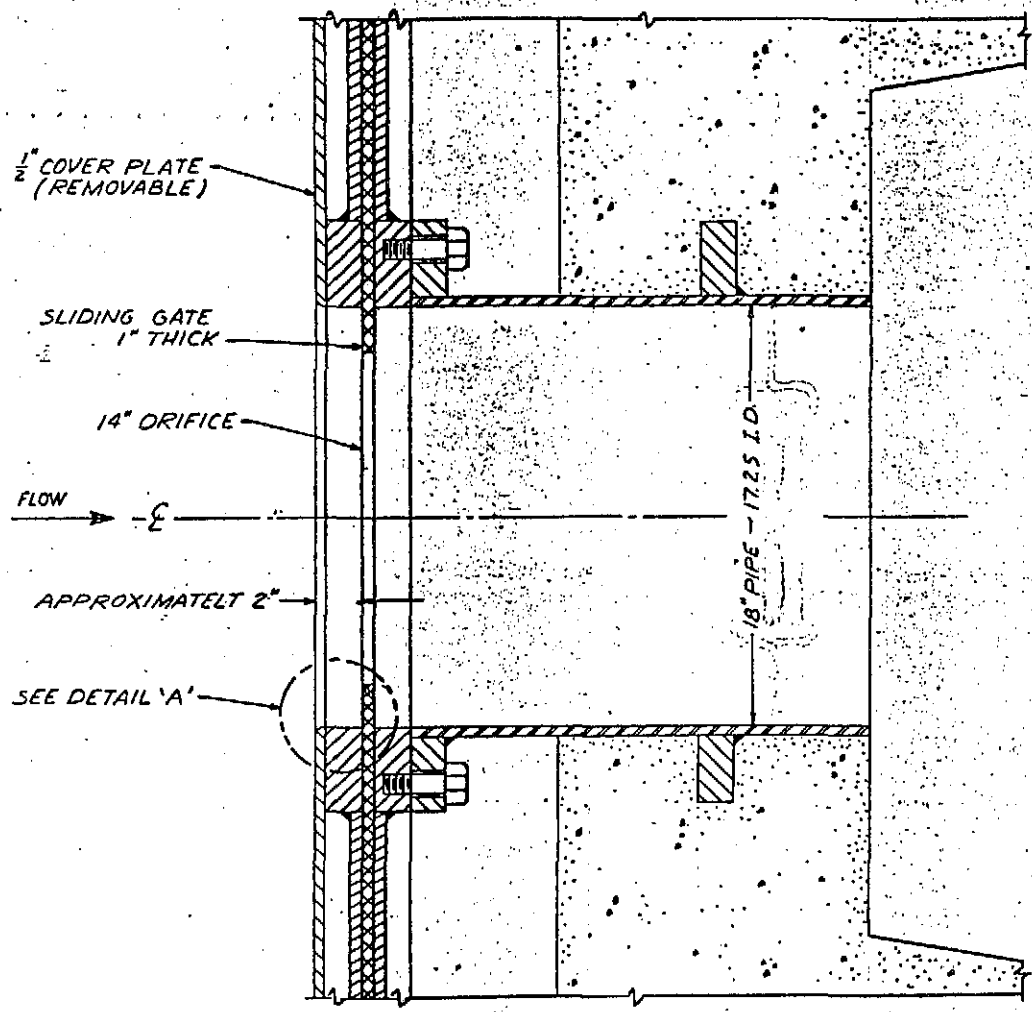 1/2" COVER PLATE
(REMOVABLE)
SLIDING GATE
1" THICK
14" ORIFICE
FLOW
℄
APPROXIMATELT 2"
SEE DETAIL 'A'
18" PIPE - 17.25 I.D.